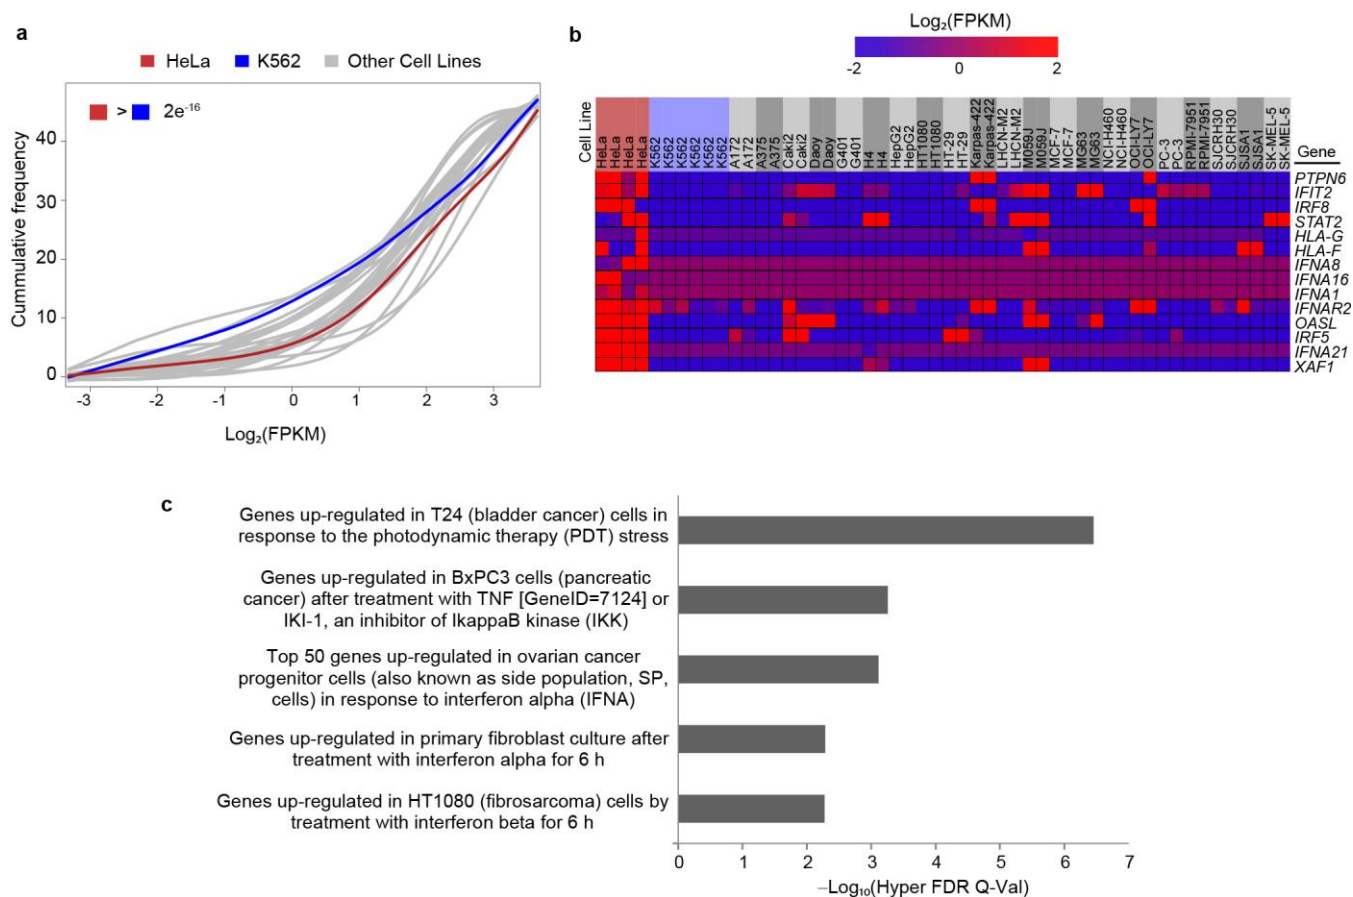 a
HeLa K562 Other Cell Lines
> 2e⁻¹⁶
Cummulative frequency
40
30
20
10
0
-3 -2 -1 0 1 2 3
Log₂(FPKM)
b
Log₂(FPKM)
-2 0 2
Cell Line
HeLa
HeLa
HeLa
HeLa
K562
K562
K562
K562
K562
K562
A172
A172
A375
A375
Caki2
Caki2
Daoy
Daoy
G401
G401
H4
H4
HepG2
HepG2
HT1080
HT1080
HT-29
HT-29
Karpas-422
Karpas-422
LHCN-M2
LHCN-M2
M059J
M059J
MCF-7
MCF-7
MG63
MG63
NCI-H460
NCI-H460
OCI-LY7
OCI-LY7
PC-3
PC-3
RPMI-7951
RPMI-7951
SJCRH30
SJCRH30
SJSA1
SJSA1
SK-MEL-5
SK-MEL-5
Gene
PTPN6
IFIT2
IRF8
STAT2
HLA-G
HLA-F
IFNA8
IFNA16
IFNA1
IFNAR2
OASL
IRF5
IFNA21
XAF1
c
Genes up-regulated in T24 (bladder cancer) cells in
response to the photodynamic therapy (PDT) stress
Genes up-regulated in BxPC3 cells (pancreatic
cancer) after treatment with TNF [GeneID=7124] or
IKI-1, an inhibitor of IkappaB kinase (IKK)
Top 50 genes up-regulated in ovarian cancer
progenitor cells (also known as side population, SP,
cells) in response to interferon alpha (IFNA)
Genes up-regulated in primary fibroblast culture after
treatment with interferon alpha for 6 h
Genes up-regulated in HT1080 (fibrosarcoma) cells by
treatment with interferon beta for 6 h
0 1 2 3 4 5 6 7
–Log₁₀(Hyper FDR Q-Val)